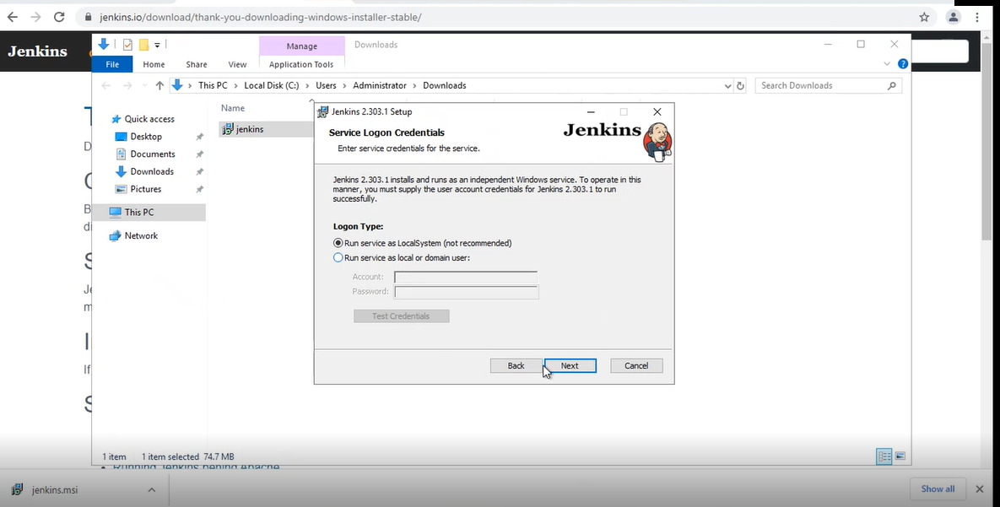 jenkins.io/download/thank-you-downloading-windows-installer-stable/
Jenkins
Manage
Downloads
File Home Share View Application Tools
This PC > Local Disk (C:) > Users > Administrator > Downloads
Search Downloads
Name
Quick access
Desktop
Documents
Downloads
Pictures
This PC
Network
jenkins
Jenkins 2.303.1 Setup
Service Logon Credentials
Jenkins
Enter service credentials for the service.
Jenkins 2.303.1 installs and runs as an independent Windows service. To operate in this
manner, you must supply the user account credentials for Jenkins 2.303.1 to run
successfully.
Logon Type:
Run service as LocalSystem (not recommended)
Run service as local or domain user:
Account:
Password:
Test Credentials
Back Next Cancel
If
1 item 1 item selected 74.7 MB
Running Jenkins behind Apache
jenkins.msi
Show all